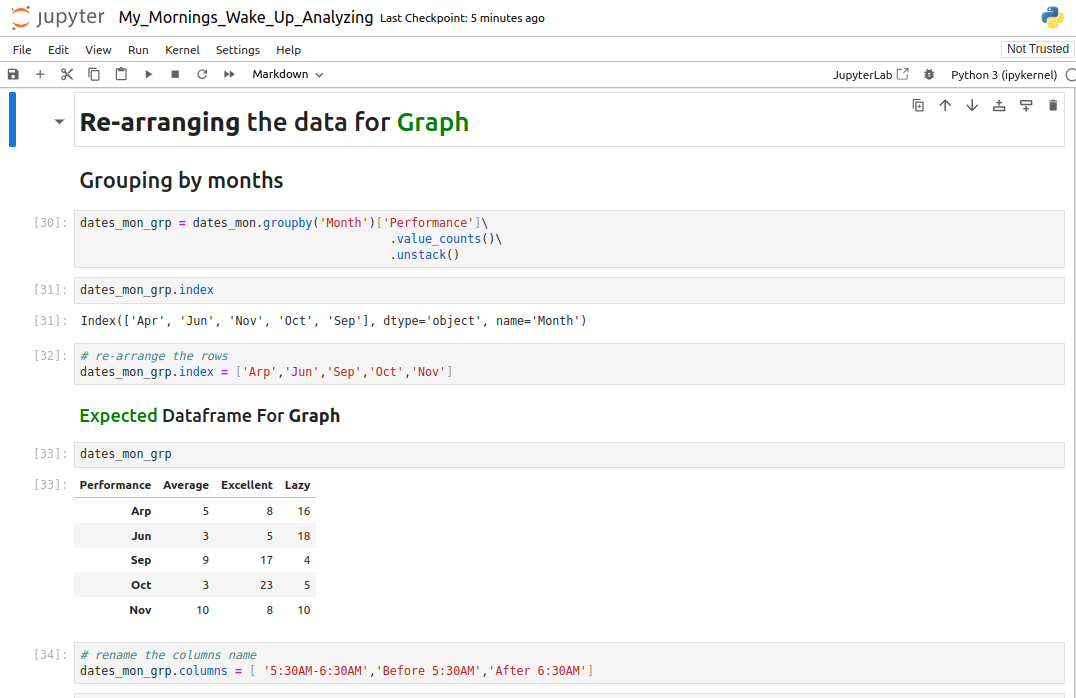 jupyter My_Mornings_Wake_Up_Analyzing Last Checkpoint: 5 minutes ago
File Edit View Run Kernel Settings Help Not Trusted
Markdown JupyterLab Python 3 (ipykernel)
Re-arranging the data for Graph
Grouping by months
[30]: dates_mon_grp = dates_mon.groupby('Month')['Performance']\
.value_counts()\
.unstack()
[31]: dates_mon_grp.index
[31]: Index(['Apr', 'Jun', 'Nov', 'Oct', 'Sep'], dtype='object', name='Month')
[32]: # re-arrange the rows
dates_mon_grp.index = ['Arp','Jun','Sep','Oct','Nov']
Expected Dataframe For Graph
[33]: dates_mon_grp
[33]: Performance Average Excellent Lazy
Arp 5 8 16
Jun 3 5 18
Sep 9 17 4
Oct 3 23 5
Nov 10 8 10
[34]: # rename the columns name
dates_mon_grp.columns = [ '5:30AM-6:30AM','Before 5:30AM','After 6:30AM']